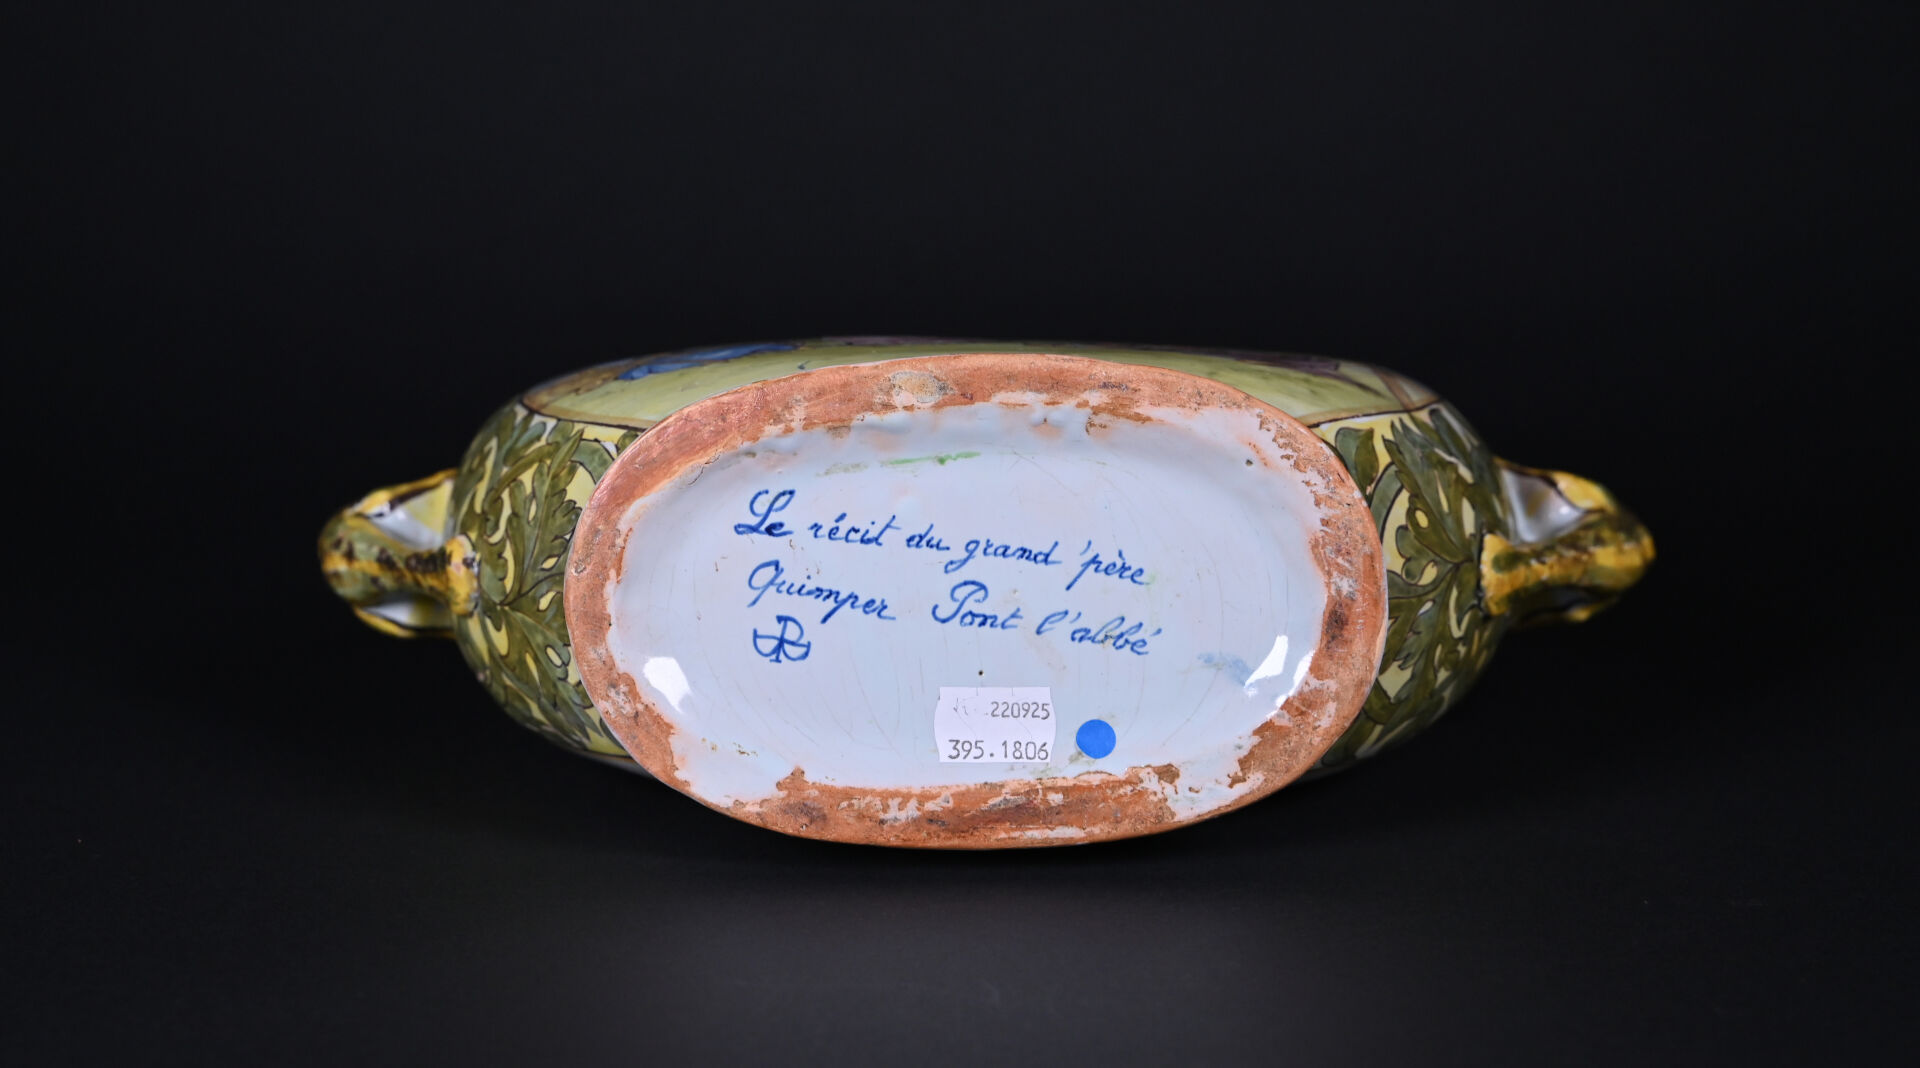 Le récit du grand'père
Quimper Pont l'abbé
220925
395.1806